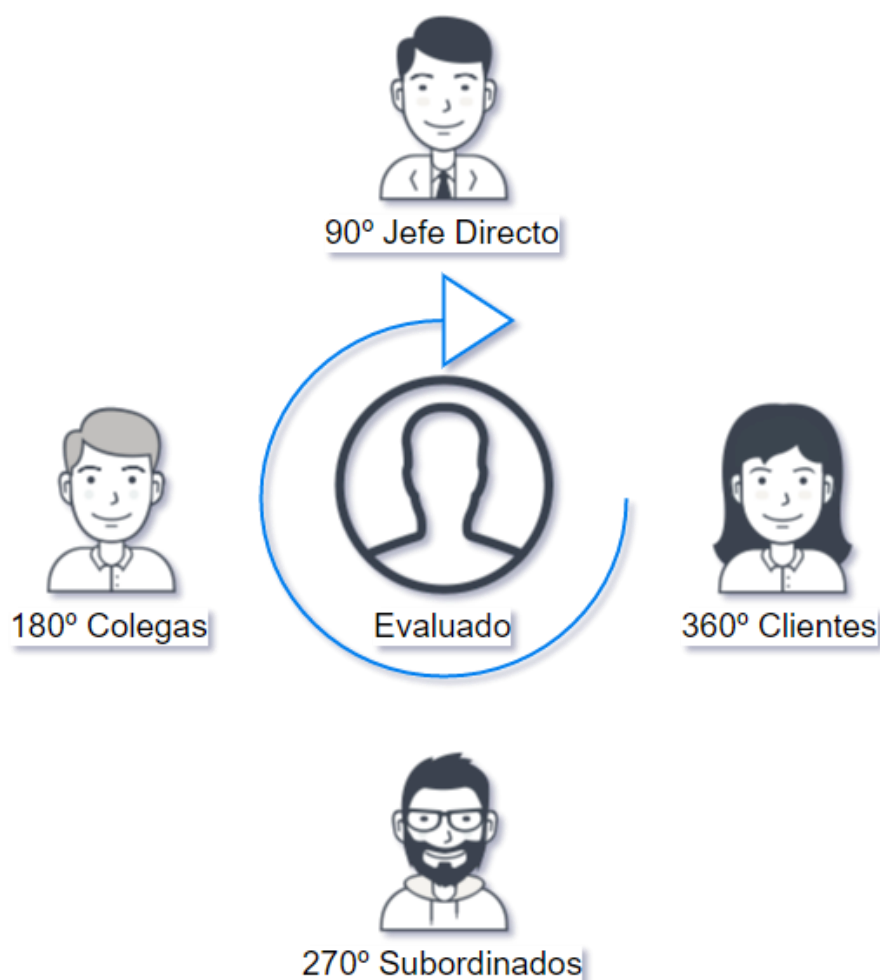 90º Jefe Directo
180º Colegas
Evaluado
360º Clientes
270º Subordinados